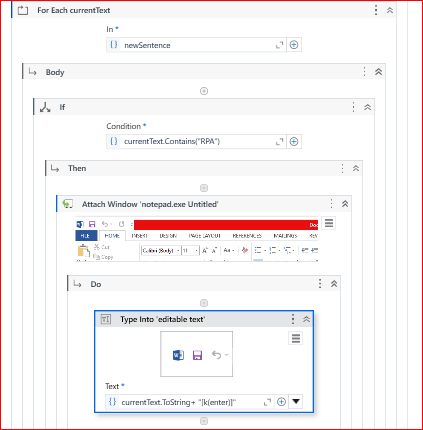 For Each currentText
In *
newSentence
Body
If
Condition *
currentText.Contains("RPA")
Then
Attach Window 'notepad.exe Untitled'
Doc
FILE HOME INSERT DESIGN PAGE LAYOUT REFERENCES MAILINGS REV
Cut
Copy
Calibri (Body) 11
Do
Type Into 'editable text'
Text *
currentText.ToString+ "[k(enter)]"